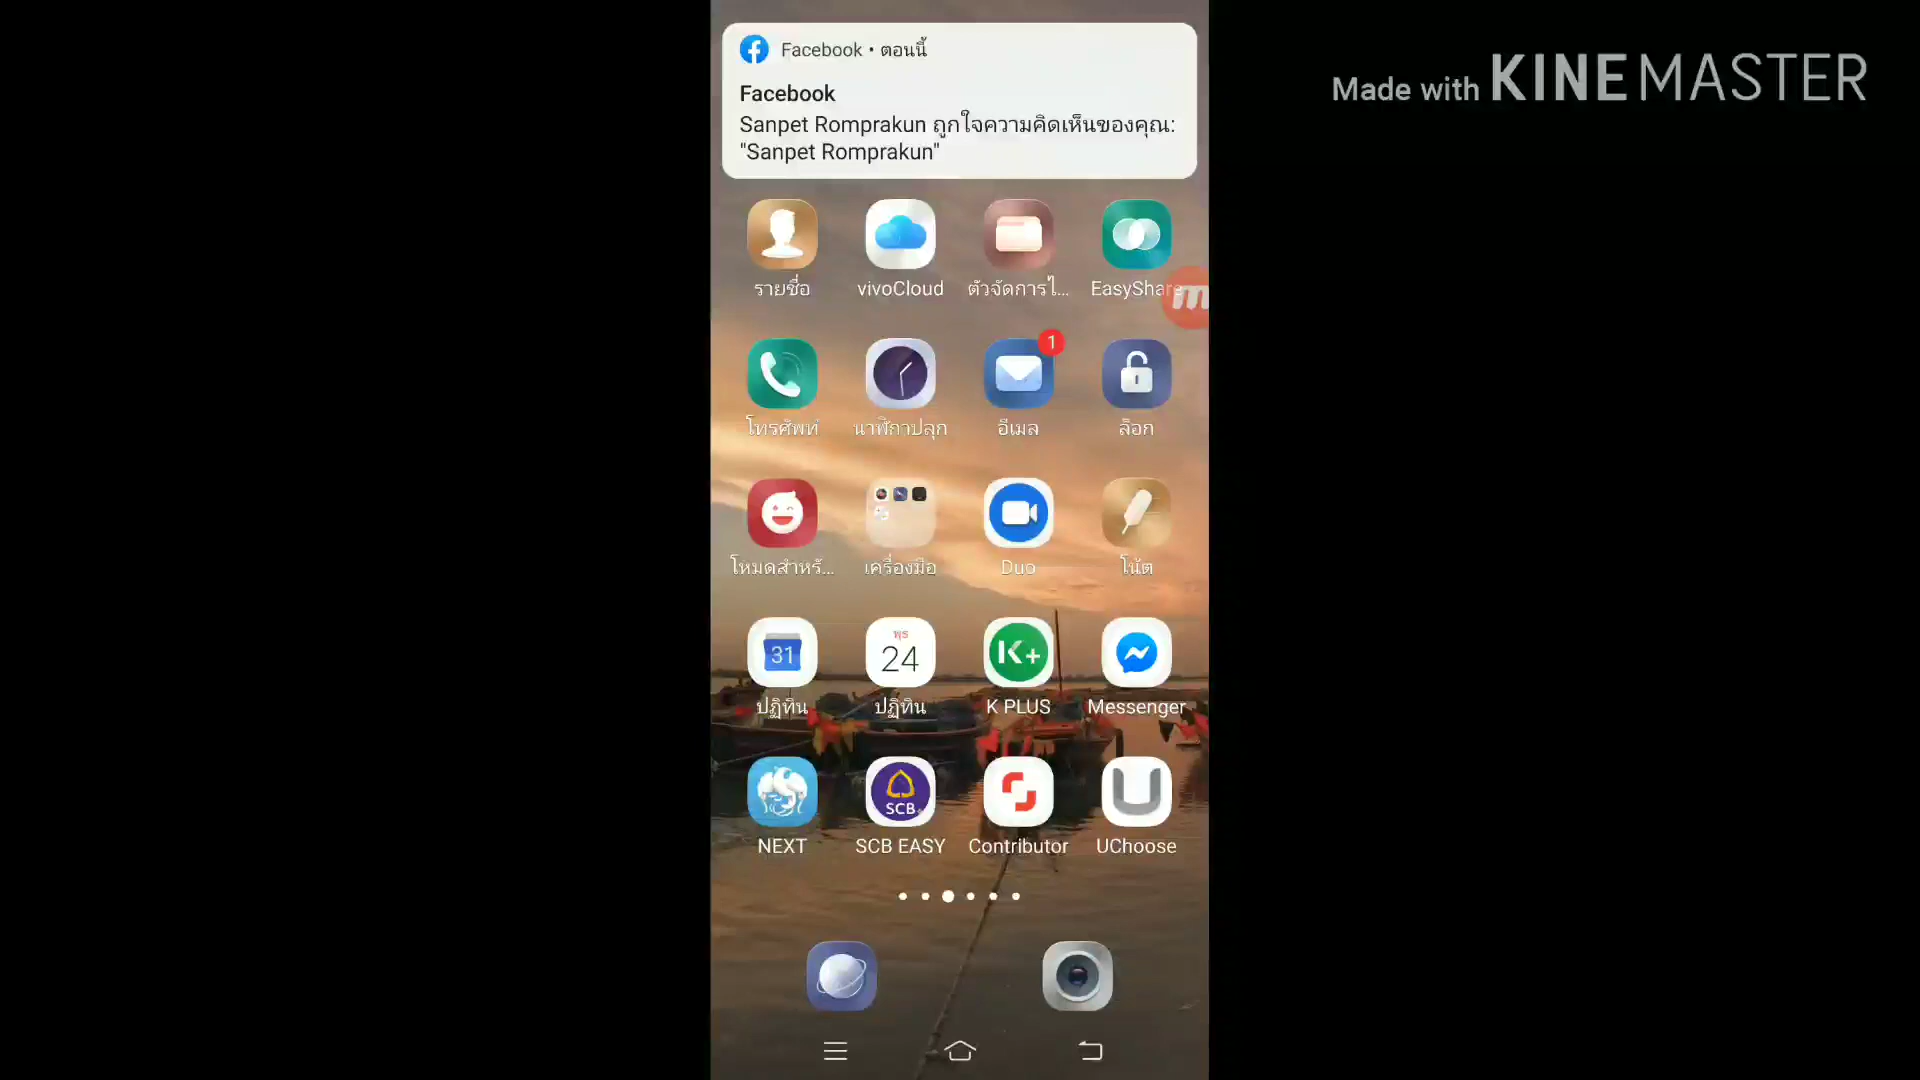 Facebook • ตอนนี้
Made with KINEMASTER
Facebook
Sanpet Romprakun ถูกใจความคิดเห็นของคุณ:
"Sanpet Romprakun"
รายชื่อ vivoCloud ตัวจัดการไ... EasyShare
1
โทรศัพท์ นาฬิกาปลุก อีเมล ล็อก
โหมดสำหรั... เครื่องมือ Duo โน้ต
31 พุธ 24 K+
ปฏิทิน ปฏิทิน K PLUS Messenger
SCB
NEXT SCB EASY Contributor UChoose